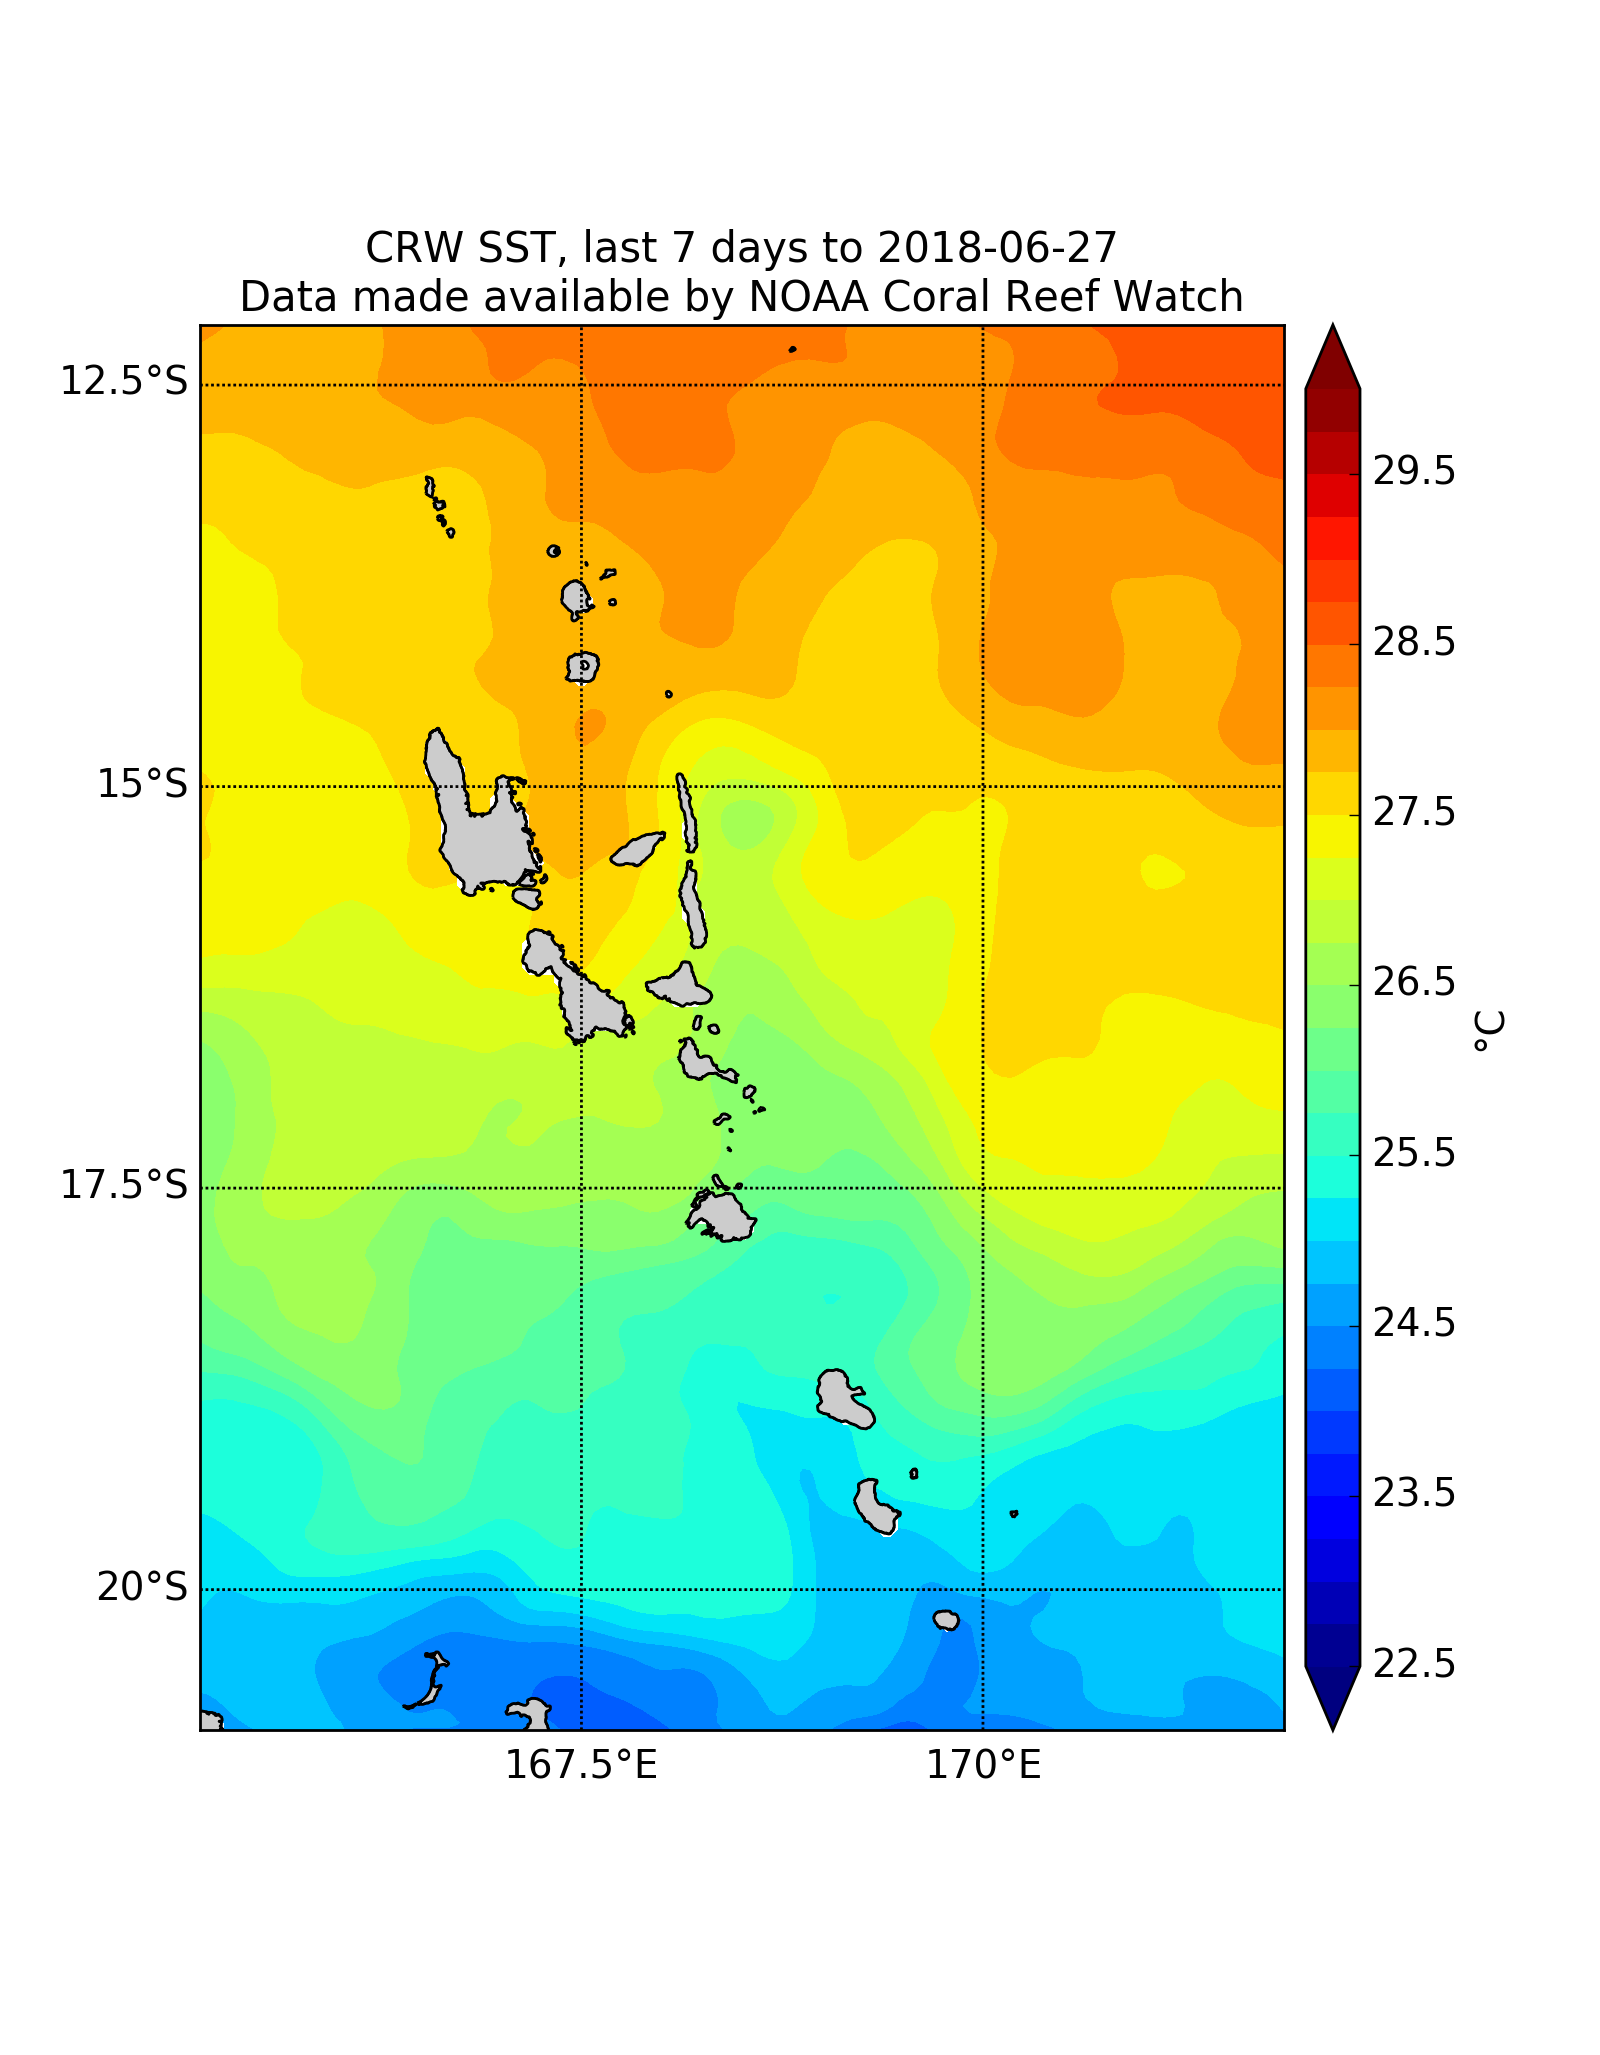 CRW SST, last 7 days to 2018-06-27
Data made available by NOAA Coral Reef Watch
12.5°S
15°S
17.5°S
20°S
167.5°E
170°E
29.5
28.5
27.5
26.5
25.5
24.5
23.5
22.5
°C